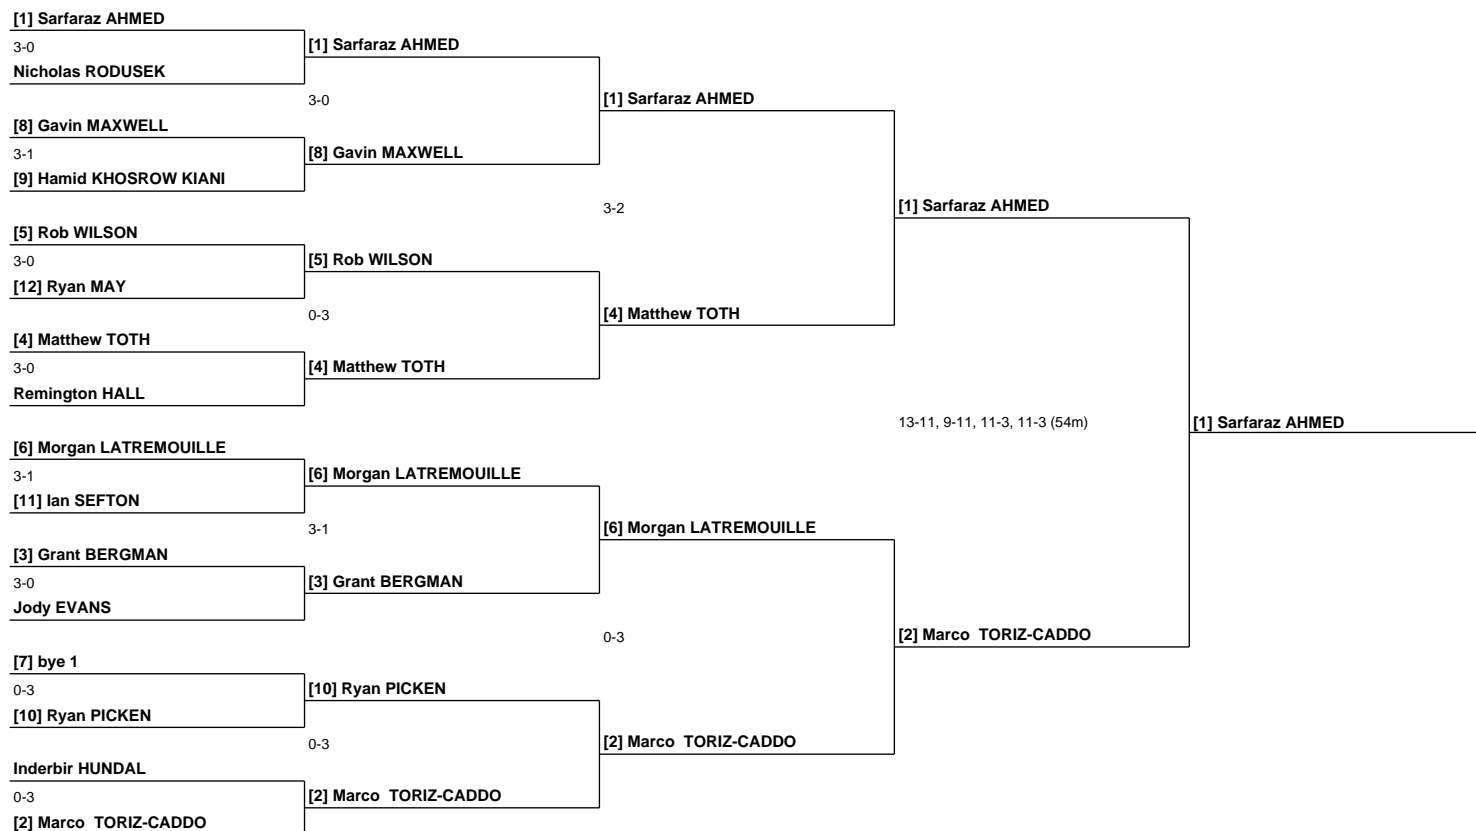 [1] Sarfaraz AHMED
3-0
Nicholas RODUSEK
[8] Gavin MAXWELL
3-1
[9] Hamid KHOSROW KIANI
[5] Rob WILSON
3-0
[12] Ryan MAY
[4] Matthew TOTH
3-0
Remington HALL
[6] Morgan LATREMOUILLE
3-1
[11] Ian SEFTON
[3] Grant BERGMAN
3-0
Jody EVANS
[7] bye 1
0-3
[10] Ryan PICKEN
Inderbir HUNDAL
0-3
[2] Marco  TORIZ-CADDO
[1] Sarfaraz AHMED
3-0
[8] Gavin MAXWELL
[5] Rob WILSON
0-3
[4] Matthew TOTH
[6] Morgan LATREMOUILLE
3-1
[3] Grant BERGMAN
[10] Ryan PICKEN
0-3
[2] Marco  TORIZ-CADDO
[1] Sarfaraz AHMED
3-2
[4] Matthew TOTH
[6] Morgan LATREMOUILLE
0-3
[2] Marco  TORIZ-CADDO
[1] Sarfaraz AHMED
13-11, 9-11, 11-3, 11-3 (54m)
[2] Marco  TORIZ-CADDO
[1] Sarfaraz AHMED